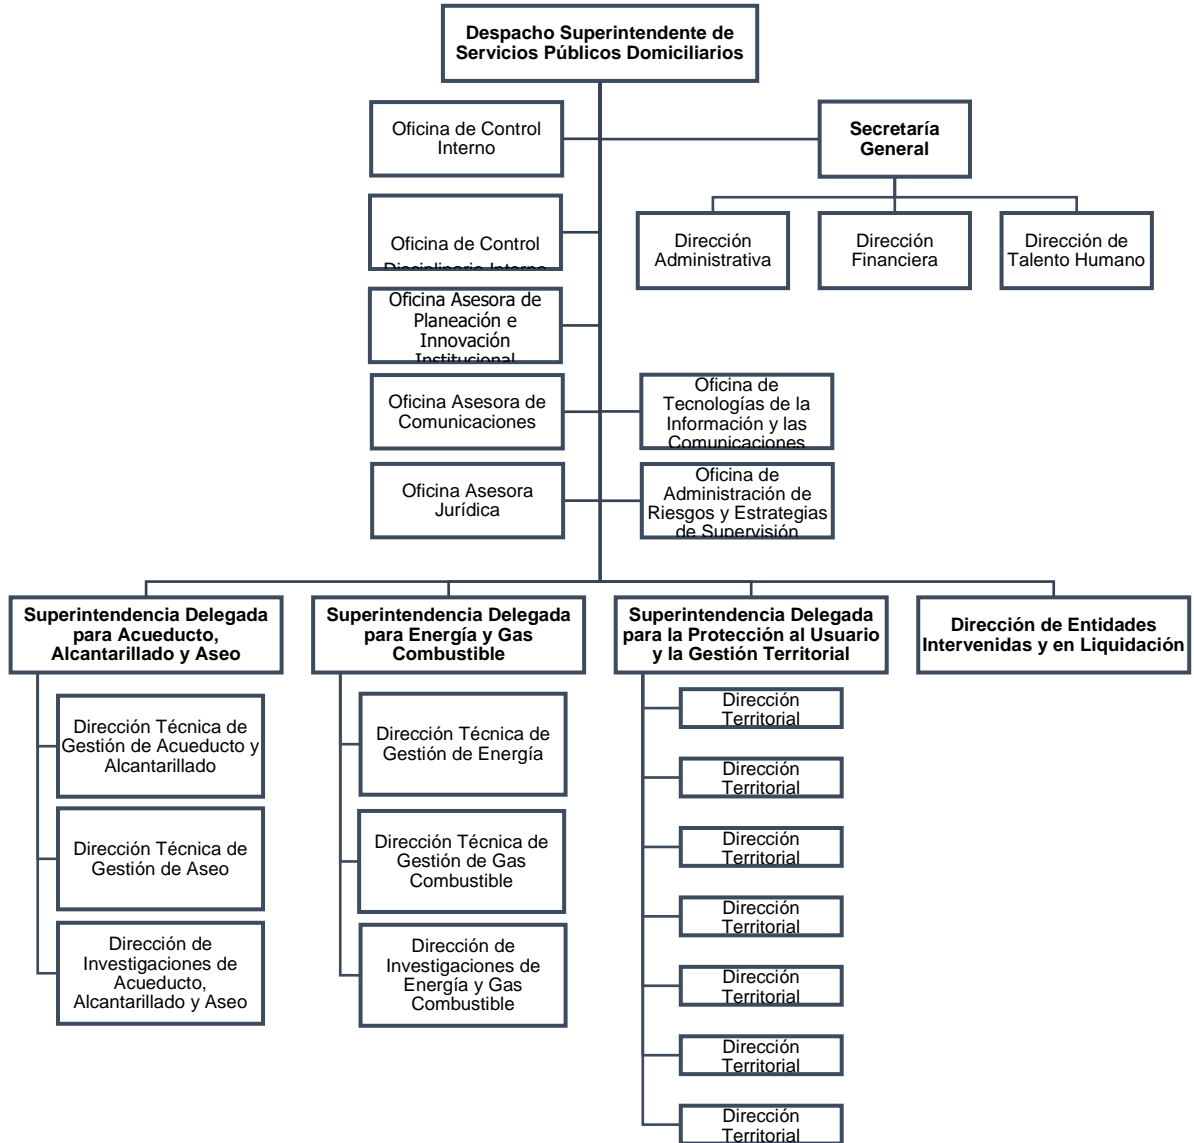 Despacho Superintendente de
Servicios Públicos Domiciliarios
Oficina de Control
Interno
Secretaría
General
Oficina de Control
Disciplinario Interno
Dirección
Administrativa
Dirección
Financiera
Dirección de
Talento Humano
Oficina Asesora de
Planeación e
Innovación
Institucional
Oficina Asesora de
Comunicaciones
Oficina de
Tecnologías de la
Información y las
Comunicaciones
Oficina Asesora
Jurídica
Oficina de
Administración de
Riesgos y Estrategias
de Supervisión
Superintendencia Delegada
para Acueducto,
Alcantarillado y Aseo
Superintendencia Delegada
para Energía y Gas
Combustible
Superintendencia Delegada
para la Protección al Usuario
y la Gestión Territorial
Dirección de Entidades
Intervenidas y en Liquidación
Dirección Técnica de
Gestión de Acueducto y
Alcantarillado
Dirección Técnica de
Gestión de Aseo
Dirección de
Investigaciones de
Acueducto,
Alcantarillado y Aseo
Dirección Técnica de
Gestión de Energía
Dirección Técnica de
Gestión de Gas
Combustible
Dirección de
Investigaciones de
Energía y Gas
Combustible
Dirección
Territorial
Dirección
Territorial
Dirección
Territorial
Dirección
Territorial
Dirección
Territorial
Dirección
Territorial
Dirección
Territorial